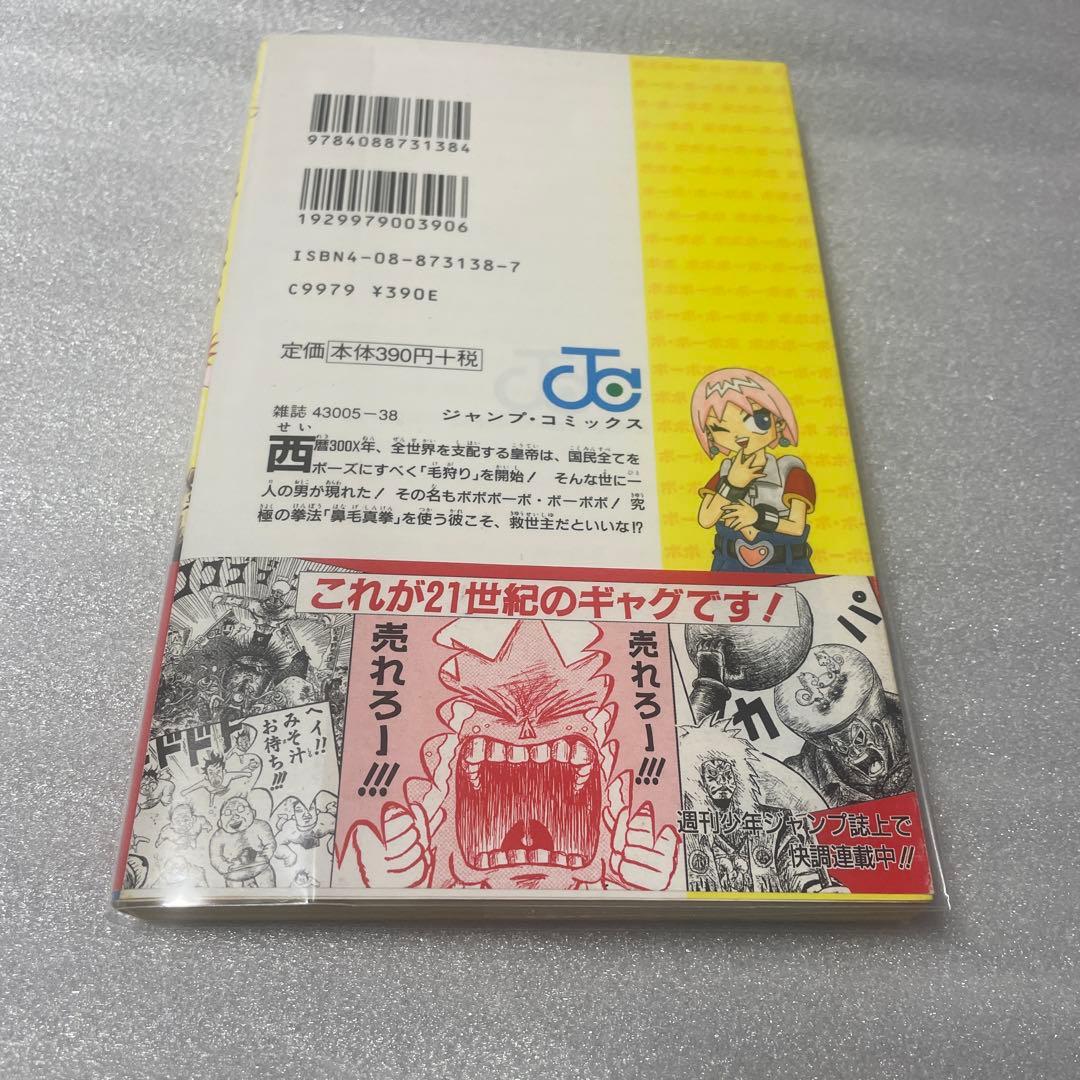 9784088731384
1929979003906
ISBN4-08-873138-7
C9979 ¥390E
定価 本体390円+税
雑誌 43005-38
ジャンプ・コミックス
西暦300X年、全世界を支配する皇帝は、国民全てを
ボーズにすべく「毛狩り」を開始! そんな世に一
人の男が現れた! その名もボボボーボ・ボーボボ! 究
極の拳法「鼻毛真拳」を使う彼こそ、救世主だといいな!?
これが21世紀のギャグです!
売れろー!!!
売れろー!!!
ヘイ!!
みそ汁
お待ち!!!
ドドド
パカ
週刊少年ジャンプ誌上で
快調連載中!!